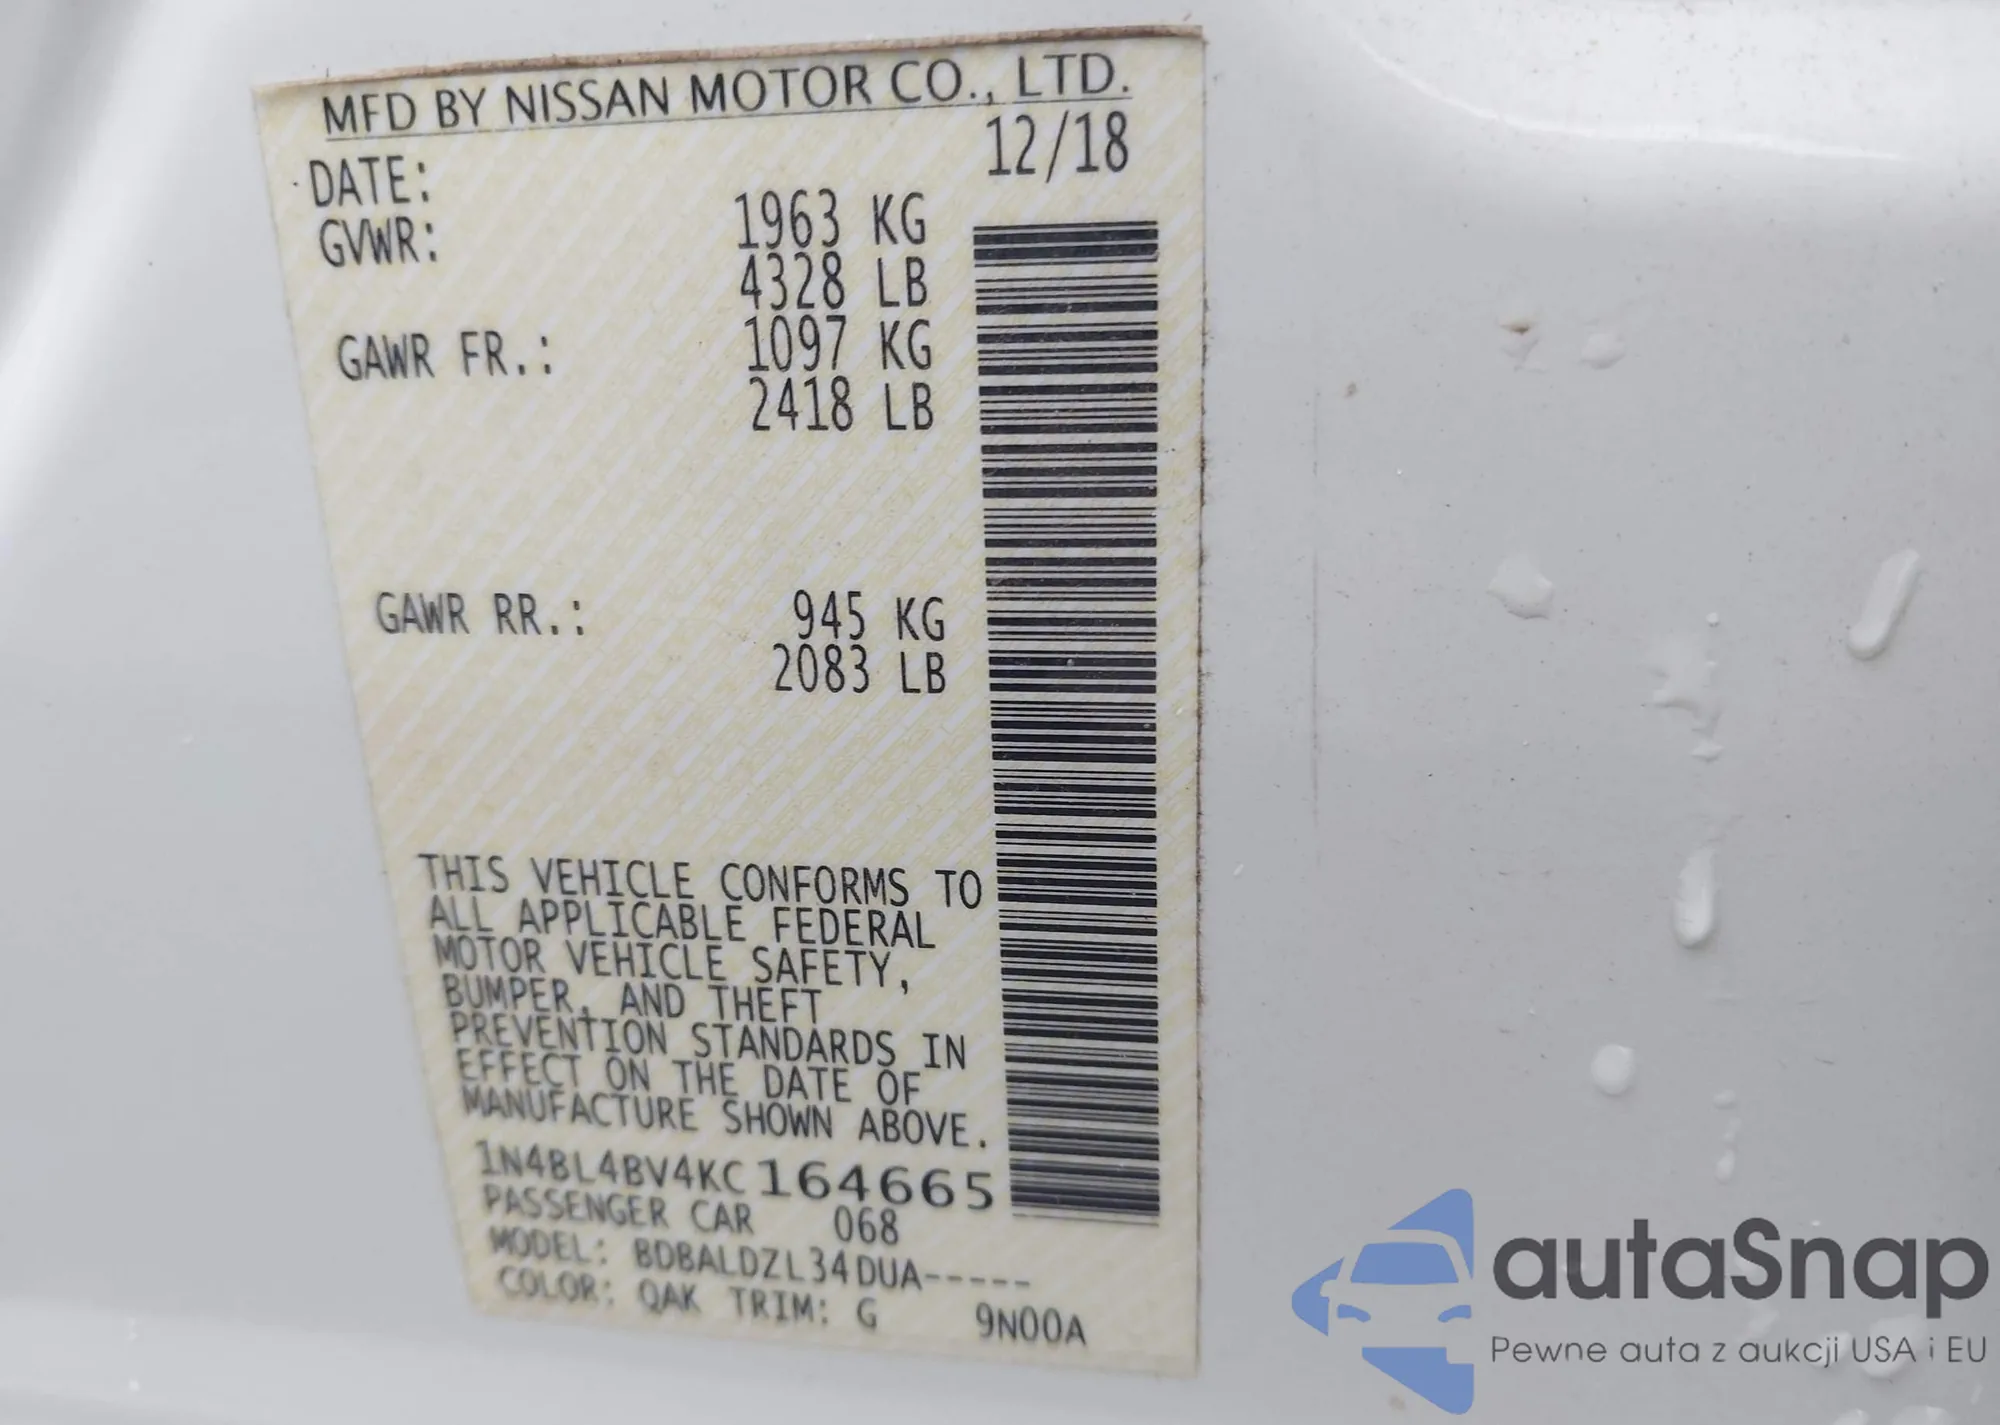 MFD BY NISSAN MOTOR CO., LTD.
DATE: 12/18
GVWR: 1963 KG
4328 LB
GAWR FR.: 1097 KG
2418 LB
GAWR RR.: 945 KG
2083 LB
THIS VEHICLE CONFORMS TO
ALL APPLICABLE FEDERAL
MOTOR VEHICLE SAFETY,
BUMPER, AND THEFT
PREVENTION STANDARDS IN
EFFECT ON THE DATE OF
MANUFACTURE SHOWN ABOVE.
1N4BL4BV4KC164665
PASSENGER CAR 068
MODEL: BDBALDZL34DUA-----
COLOR: QAK TRIM: G 9N00A
autaSnap
Pewne auta z aukcji USA i EU